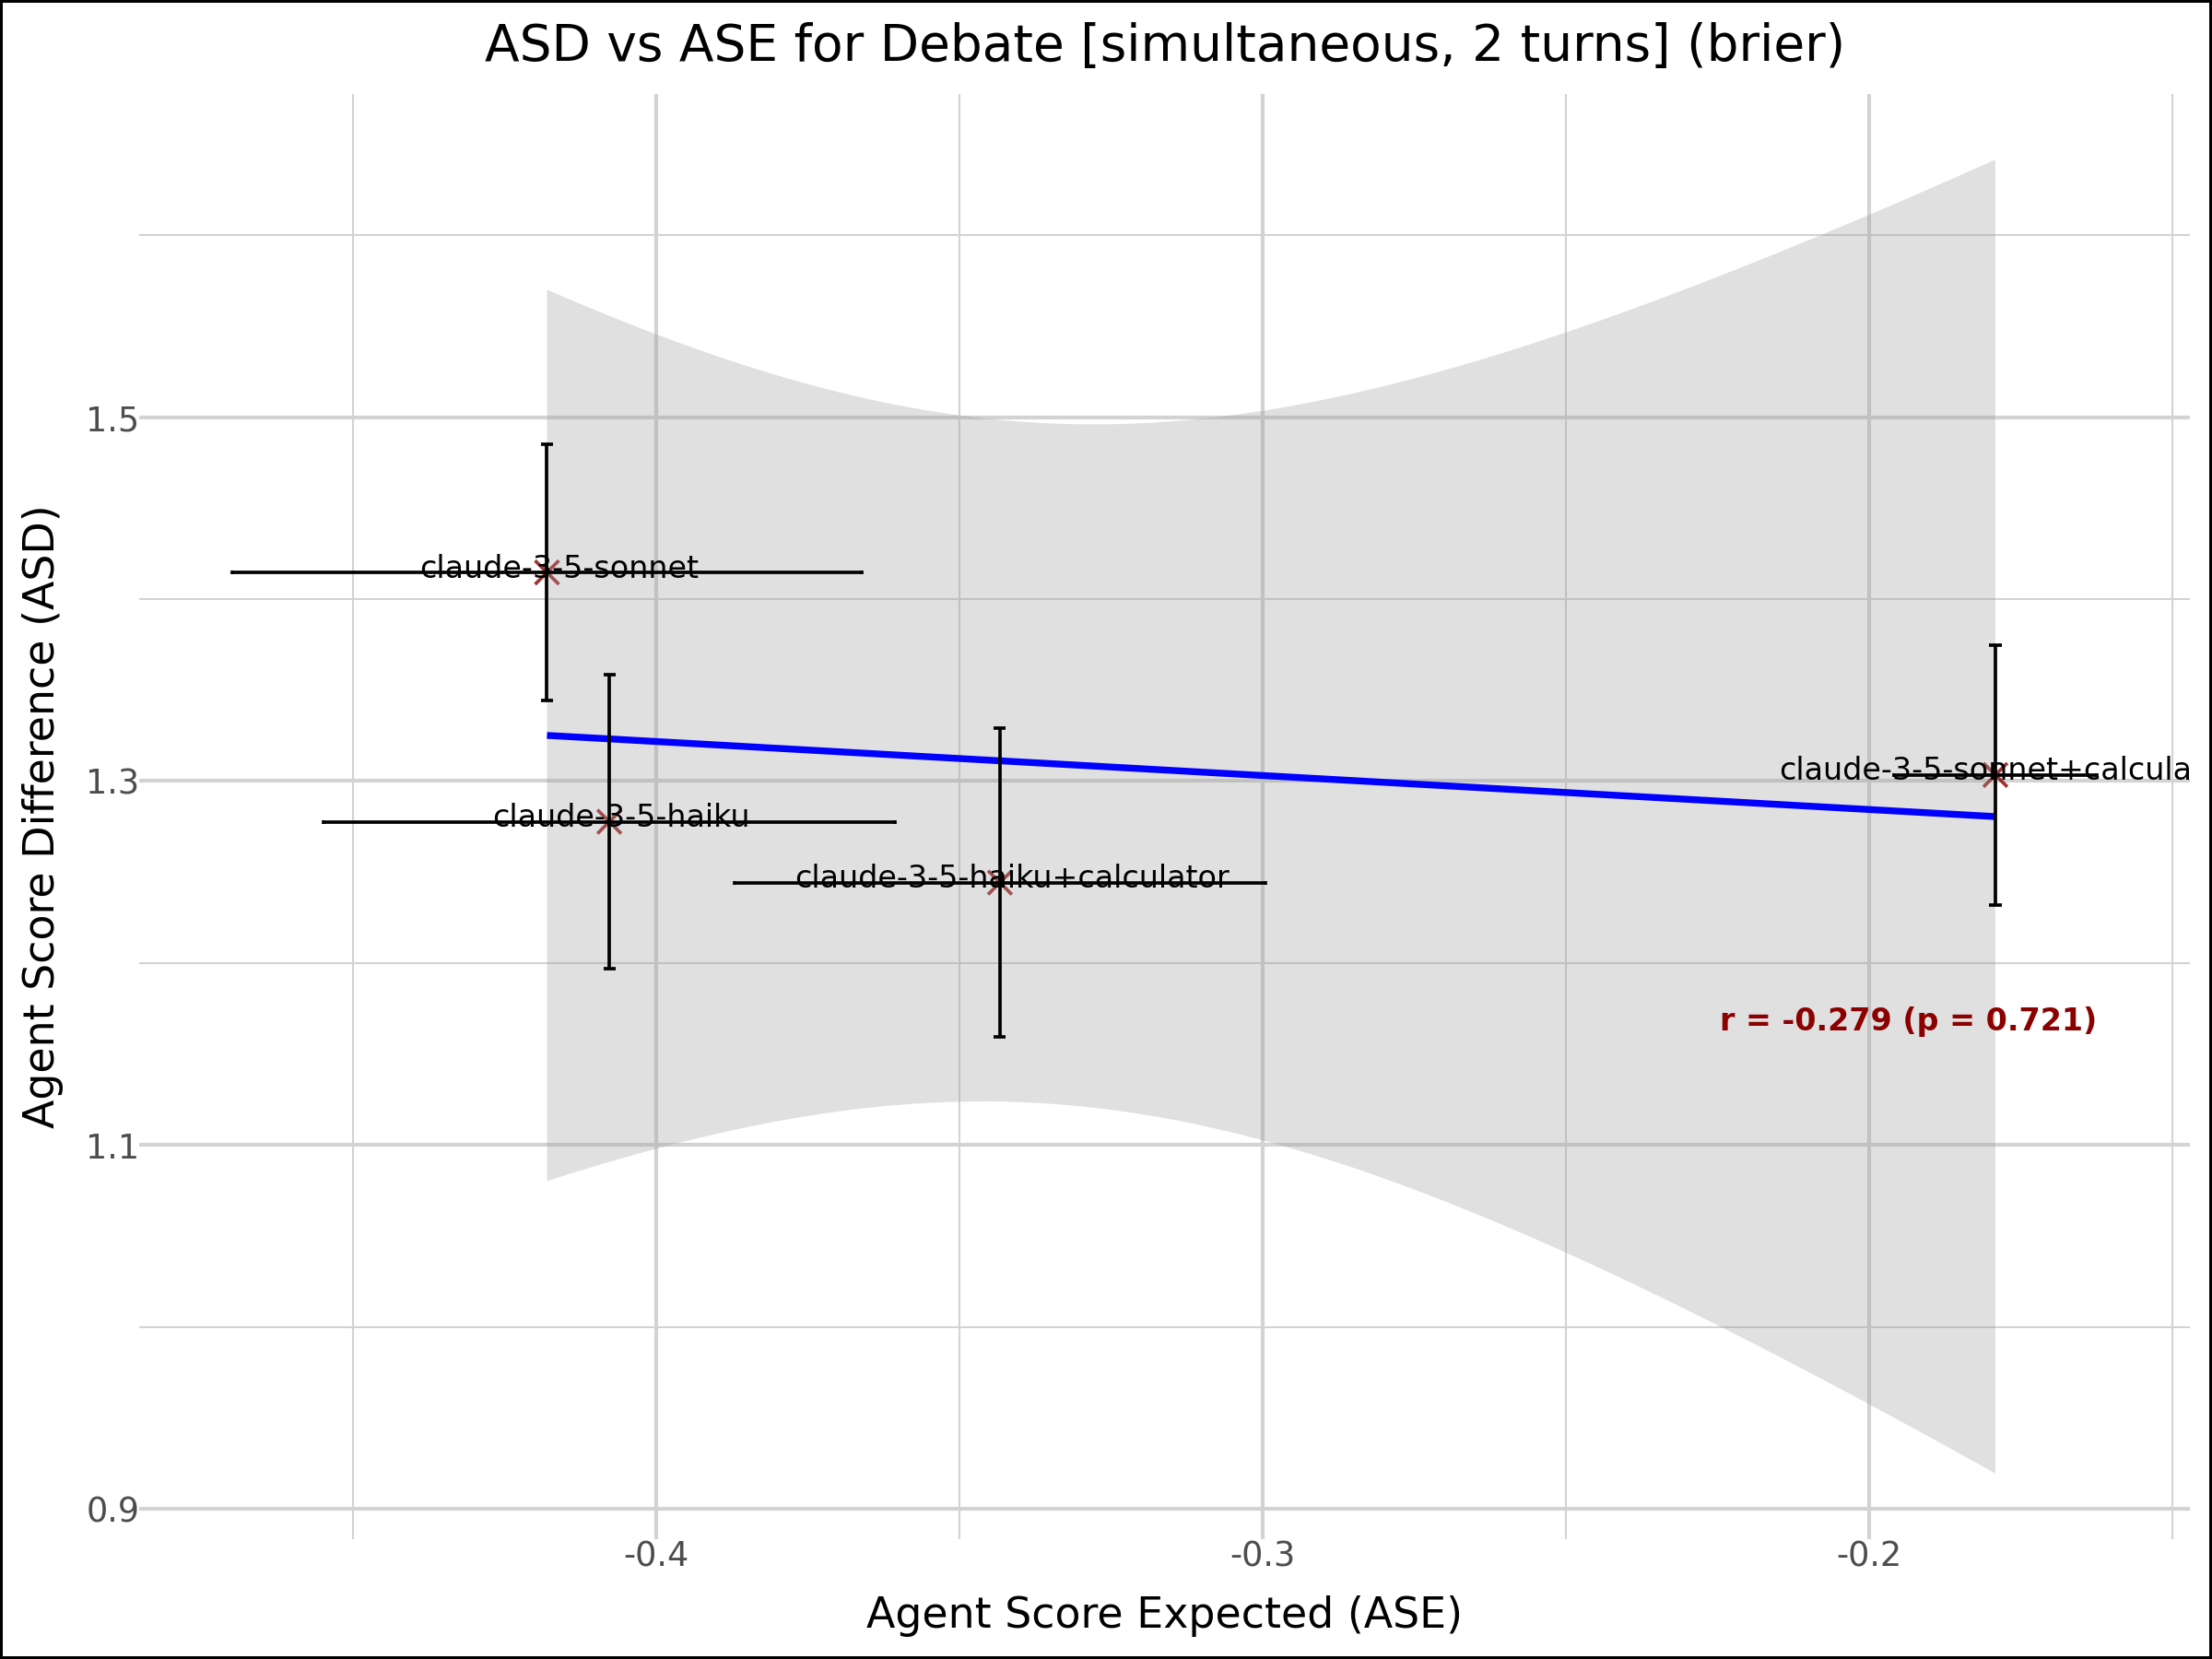 ASD vs ASE for Debate [simultaneous, 2 turns] (brier)
Agent Score Difference (ASD)
1.5
1.3
1.1
0.9
claude-3-5-sonnet
claude-3-5-sonnet+calcula
claude-3-5-haiku
claude-3-5-haiku+calculator
r = -0.279 (p = 0.721)
-0.4
-0.3
-0.2
Agent Score Expected (ASE)